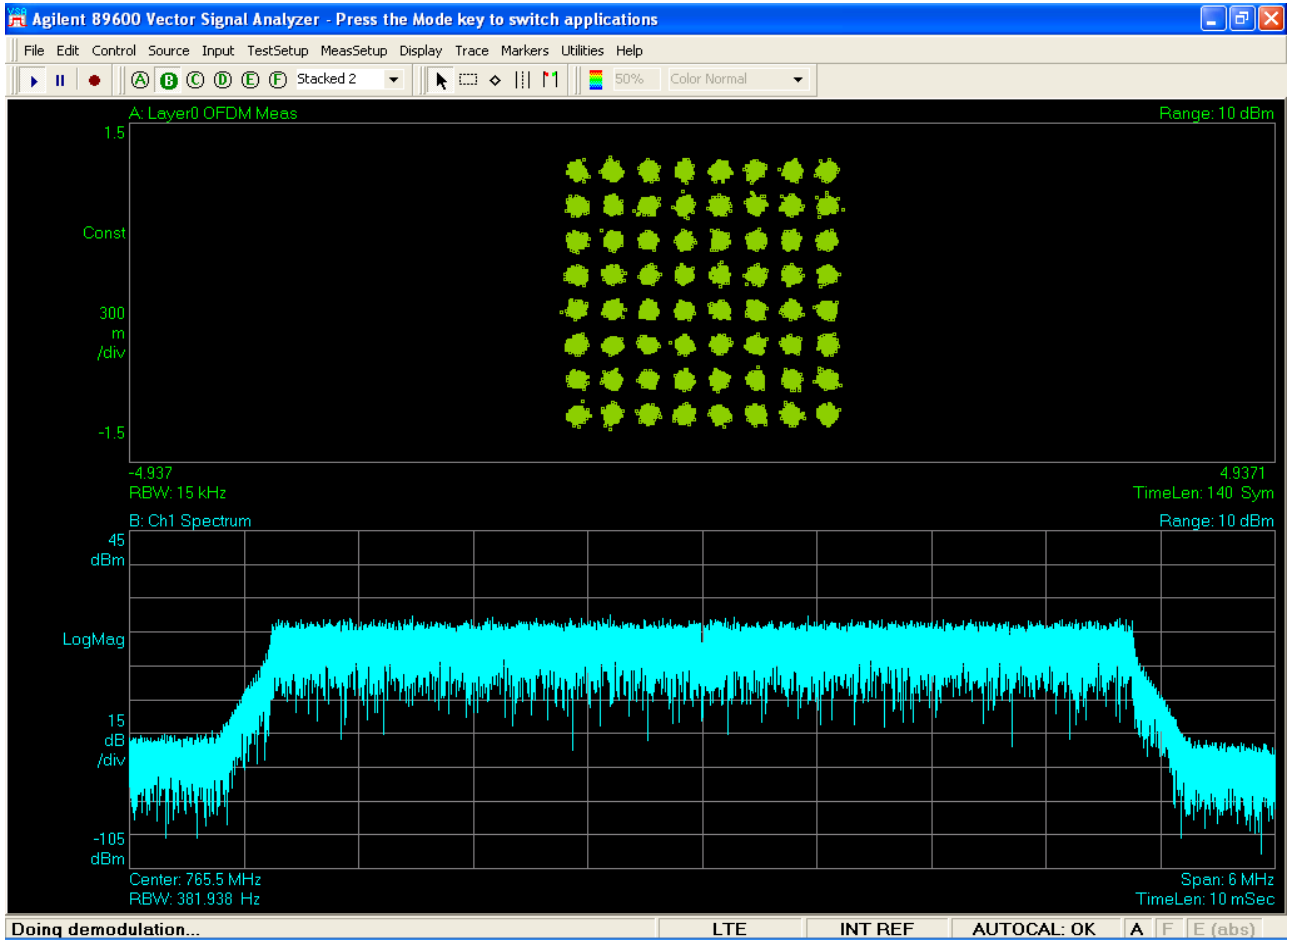 VSA
Agilent 89600 Vector Signal Analyzer - Press the Mode key to switch applications
File Edit Control Source Input TestSetup MeasSetup Display Trace Markers Utilities Help
A B C D E F Stacked 2 50% Color Normal
A: Layer0 OFDM Meas Range: 10 dBm
1.5
Const
300
m
/div
-1.5
-4.937 4.9371
RBW: 15 kHz TimeLen: 140 Sym
B: Ch1 Spectrum Range: 10 dBm
45
dBm
LogMag
15
dB
/div
-105
dBm
Center: 765.5 MHz Span: 6 MHz
RBW: 381.938 Hz TimeLen: 10 mSec
Doing demodulation... LTE INT REF AUTOCAL: OK A F E (abs)